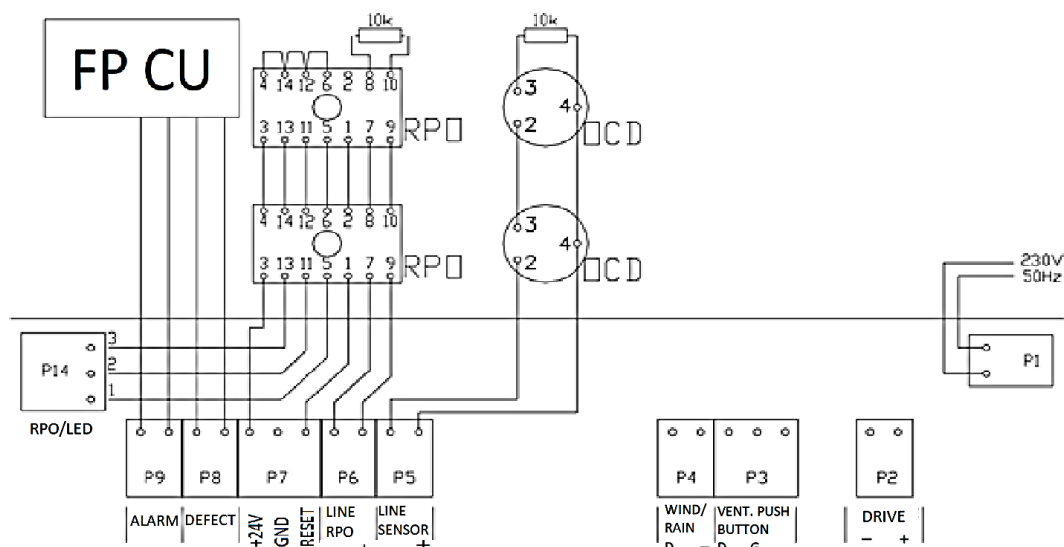 10k 10k
FP CU
4 14 12 6 2 8 10
3 13 11 5 1 7 9
RPO
3
4
2
OCD
4 14 12 6 2 8 10
3 13 11 5 1 7 9
RPO
3
4
2
OCD
230V
50Hz
P14
3
2
1
RPO/LED
P1
P9 P8 P7 P6 P5 P4 P3 P2
ALARM DEFECT +24V GND RESET LINE RPO LINE SENSOR WIND/ RAIN VENT. PUSH BUTTON DRIVE
+ - +